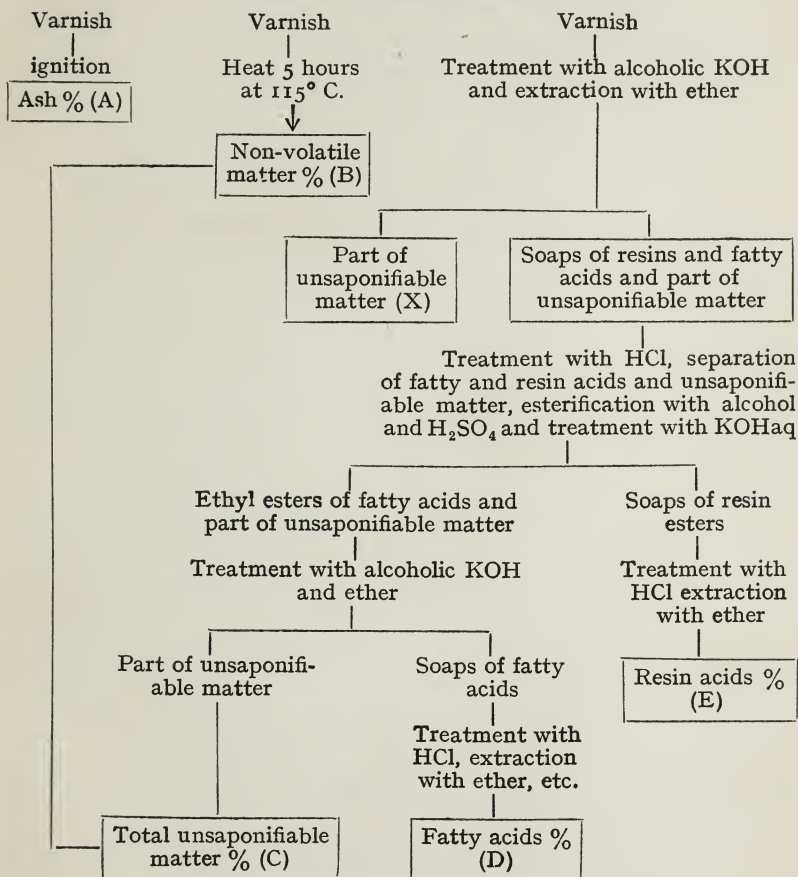 Varnish
ignition
Ash % (A)
Varnish
Heat 5 hours
at 115° C.
Non-volatile
matter % (B)
Varnish
Treatment with alcoholic KOH
and extraction with ether
Part of
unsaponifiable
matter (X)
Soaps of resins and fatty
acids and part of
unsaponifiable matter
Treatment with HCl, separation
of fatty and resin acids and unsaponifi-
able matter, esterification with alcohol
and H₂SO₄ and treatment with KOHaq
Ethyl esters of fatty acids and
part of unsaponifiable matter
Treatment with alcoholic KOH
and ether
Soaps of resin
esters
Treatment with
HCl extraction
with ether
Resin acids %
(E)
Part of unsaponifi-
able matter
Soaps of fatty
acids
Treatment with
HCl, extraction
with ether, etc.
Total unsaponifiable
matter % (C)
Fatty acids %
(D)